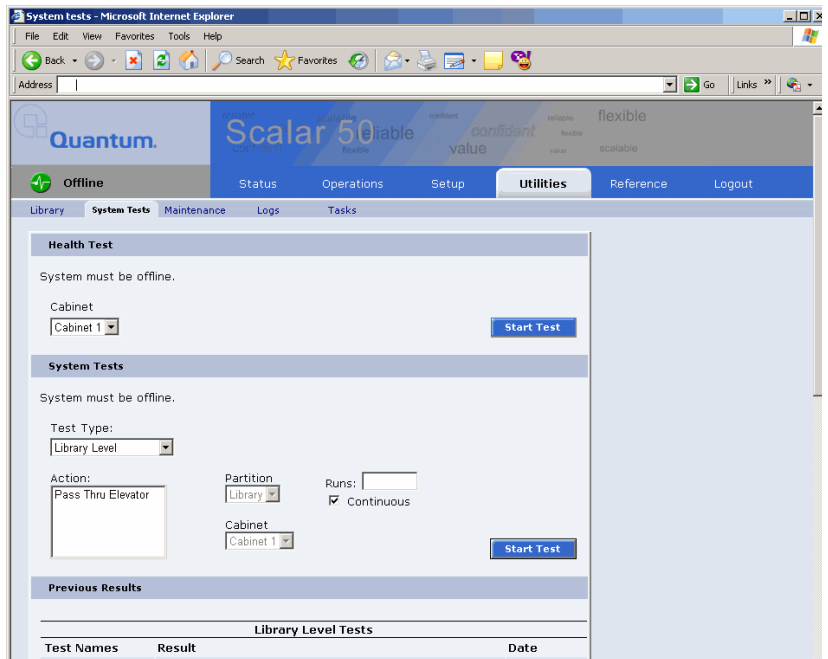 System tests - Microsoft Internet Explorer
File Edit View Favorites Tools Help
Back Search Favorites
Address Go Links »
Quantum. Scalar 50 reliable confident value flexible scalable
Offline Status Operations Setup Utilities Reference Logout
Library System Tests Maintenance Logs Tasks
Health Test
System must be offline.
Cabinet
Cabinet 1
Start Test
System Tests
System must be offline.
Test Type:
Library Level
Action: Partition Runs:
Pass Thru Elevator Library Continuous
Cabinet
Cabinet 1
Start Test
Previous Results
Library Level Tests
Test Names Result Date